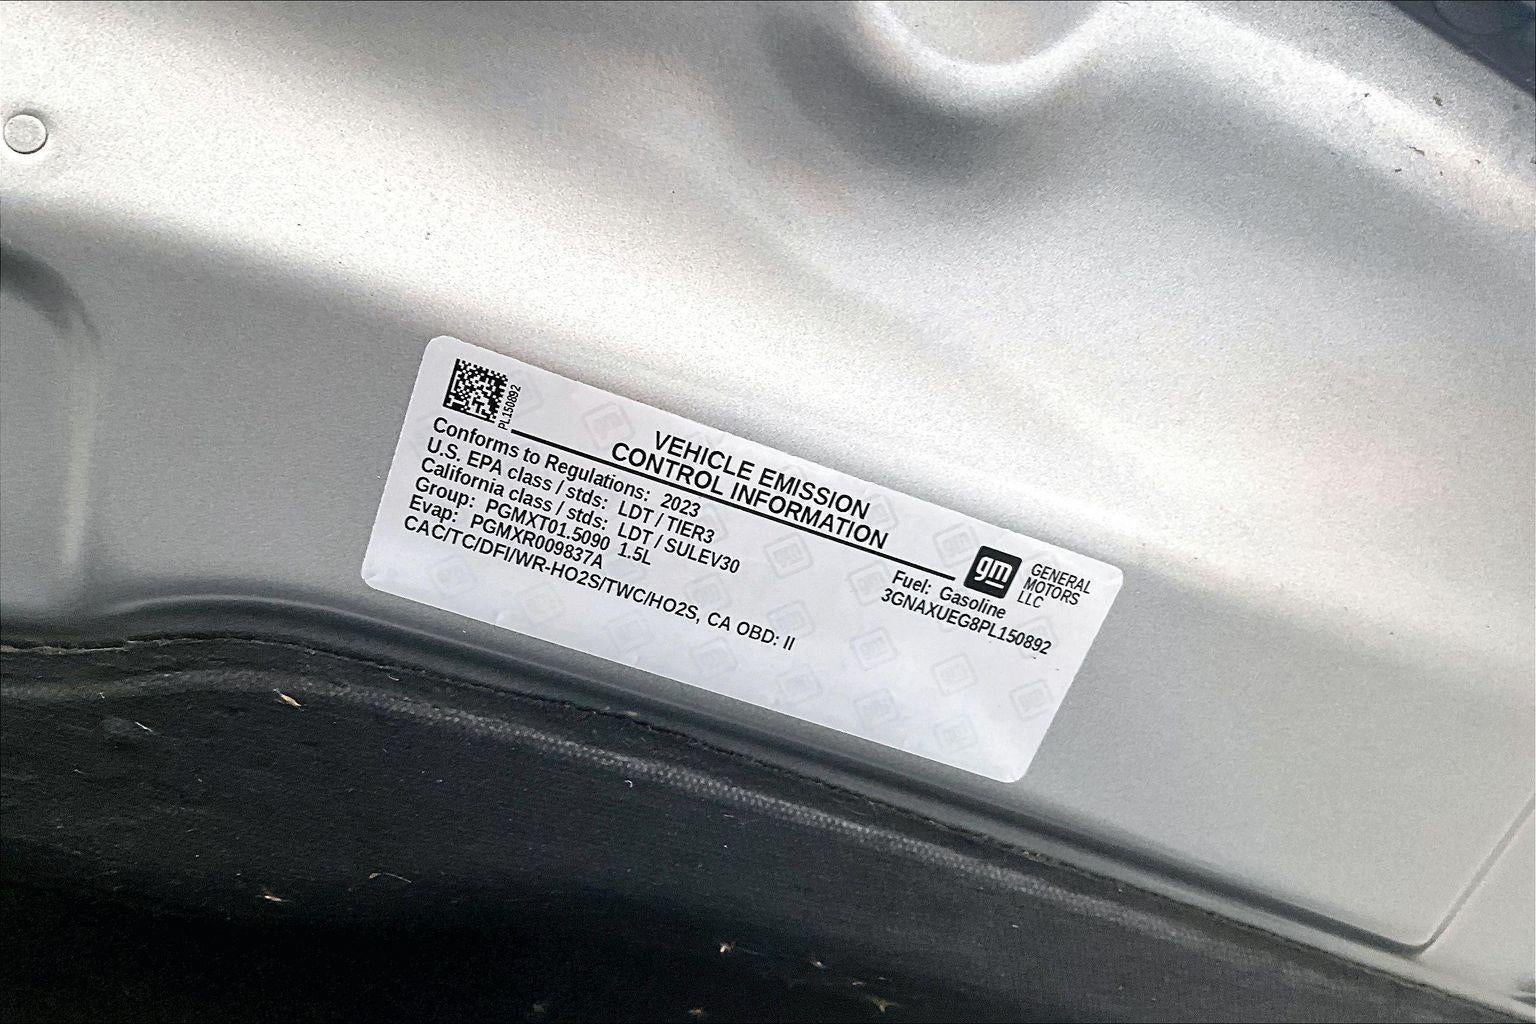 PL150892
VEHICLE EMISSION
CONTROL INFORMATION
Conforms to Regulations: 2023
U.S. EPA class / stds: LDT / TIER3
California class / stds: LDT / SULEV30
Group: PGMXT01.5090 1.5L
Evap: PGMXR009837A
CAC/TC/DFI/WR-HO2S/TWC/HO2S, CA OBD: II
gm
GENERAL
MOTORS
LLC
Fuel: Gasoline
3GNAXUEG8PL150892